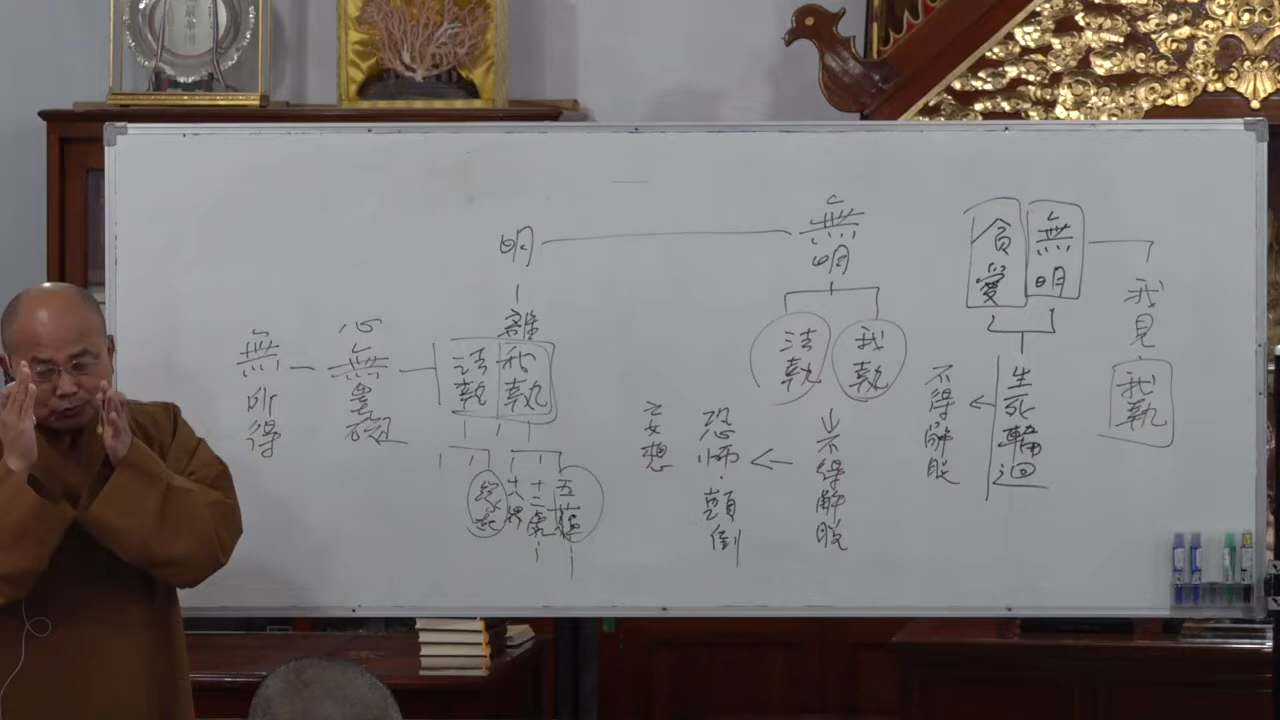 我見 我執
無明
貪愛
生死輪迴
不得解脫
無明
我執
法執
不得解脫
恐怖·顛倒
妄想
明
離
我執
法執
五蘊
十二處
十八界
緣起
心無罣礙
無所得